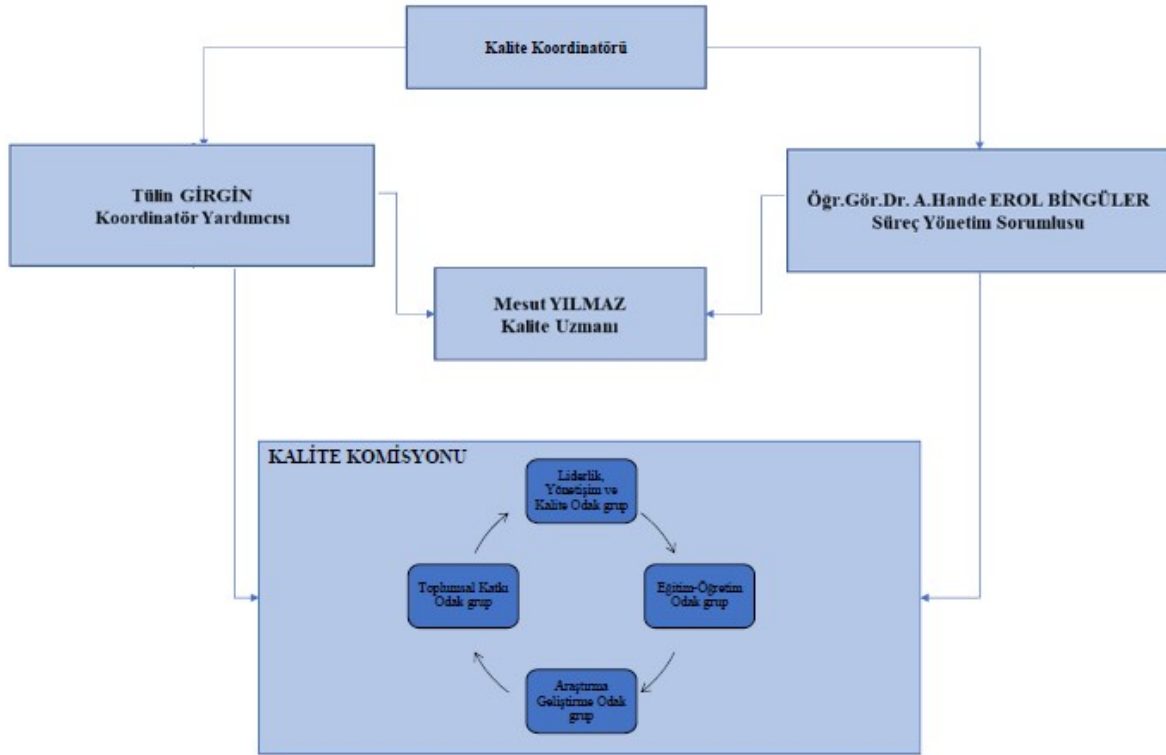 Kalite Koordinatörü
Tülin GİRGİN
Koordinatör Yardımcısı
Öğr.Gör.Dr. A.Hande EROL BİNGÜLER
Süreç Yönetim Sorumlusu
Mesut YILMAZ
Kalite Uzmanı
KALİTE KOMİSYONU
Liderlik,
Yönetişim ve
Kalite Odak grup
Toplumsal Katkı
Odak grup
Eğitim-Öğretim
Odak grup
Araştırma
Geliştirme Odak
grup